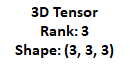 3D Tensor
Rank: 3
Shape: (3, 3, 3)